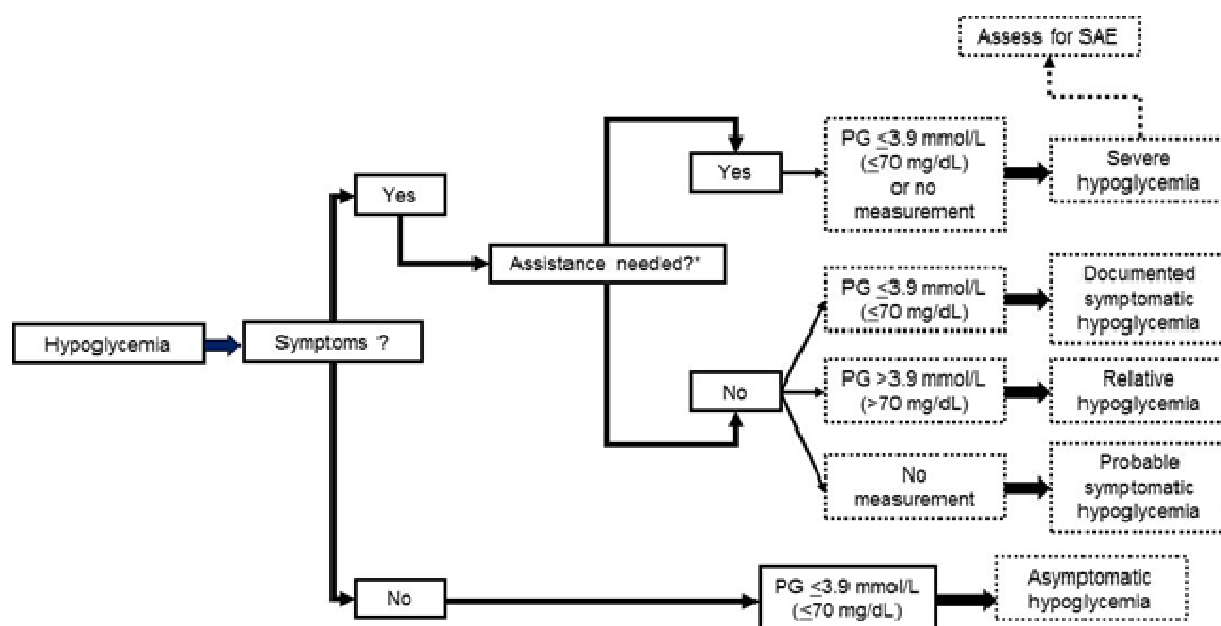 Assess for SAE
Yes
PG ≤3.9 mmol/L
(≤70 mg/dL)
or no
measurement
Severe
hypoglycemia
Yes
Assistance needed?*
PG ≤3.9 mmol/L
(≤70 mg/dL)
Documented
symptomatic
hypoglycemia
Hypoglycemia
Symptoms ?
No
PG >3.9 mmol/L
(>70 mg/dL)
Relative
hypoglycemia
No
measurement
Probable
symptomatic
hypoglycemia
No
PG ≤3.9 mmol/L
(≤70 mg/dL)
Asymptomatic
hypoglycemia